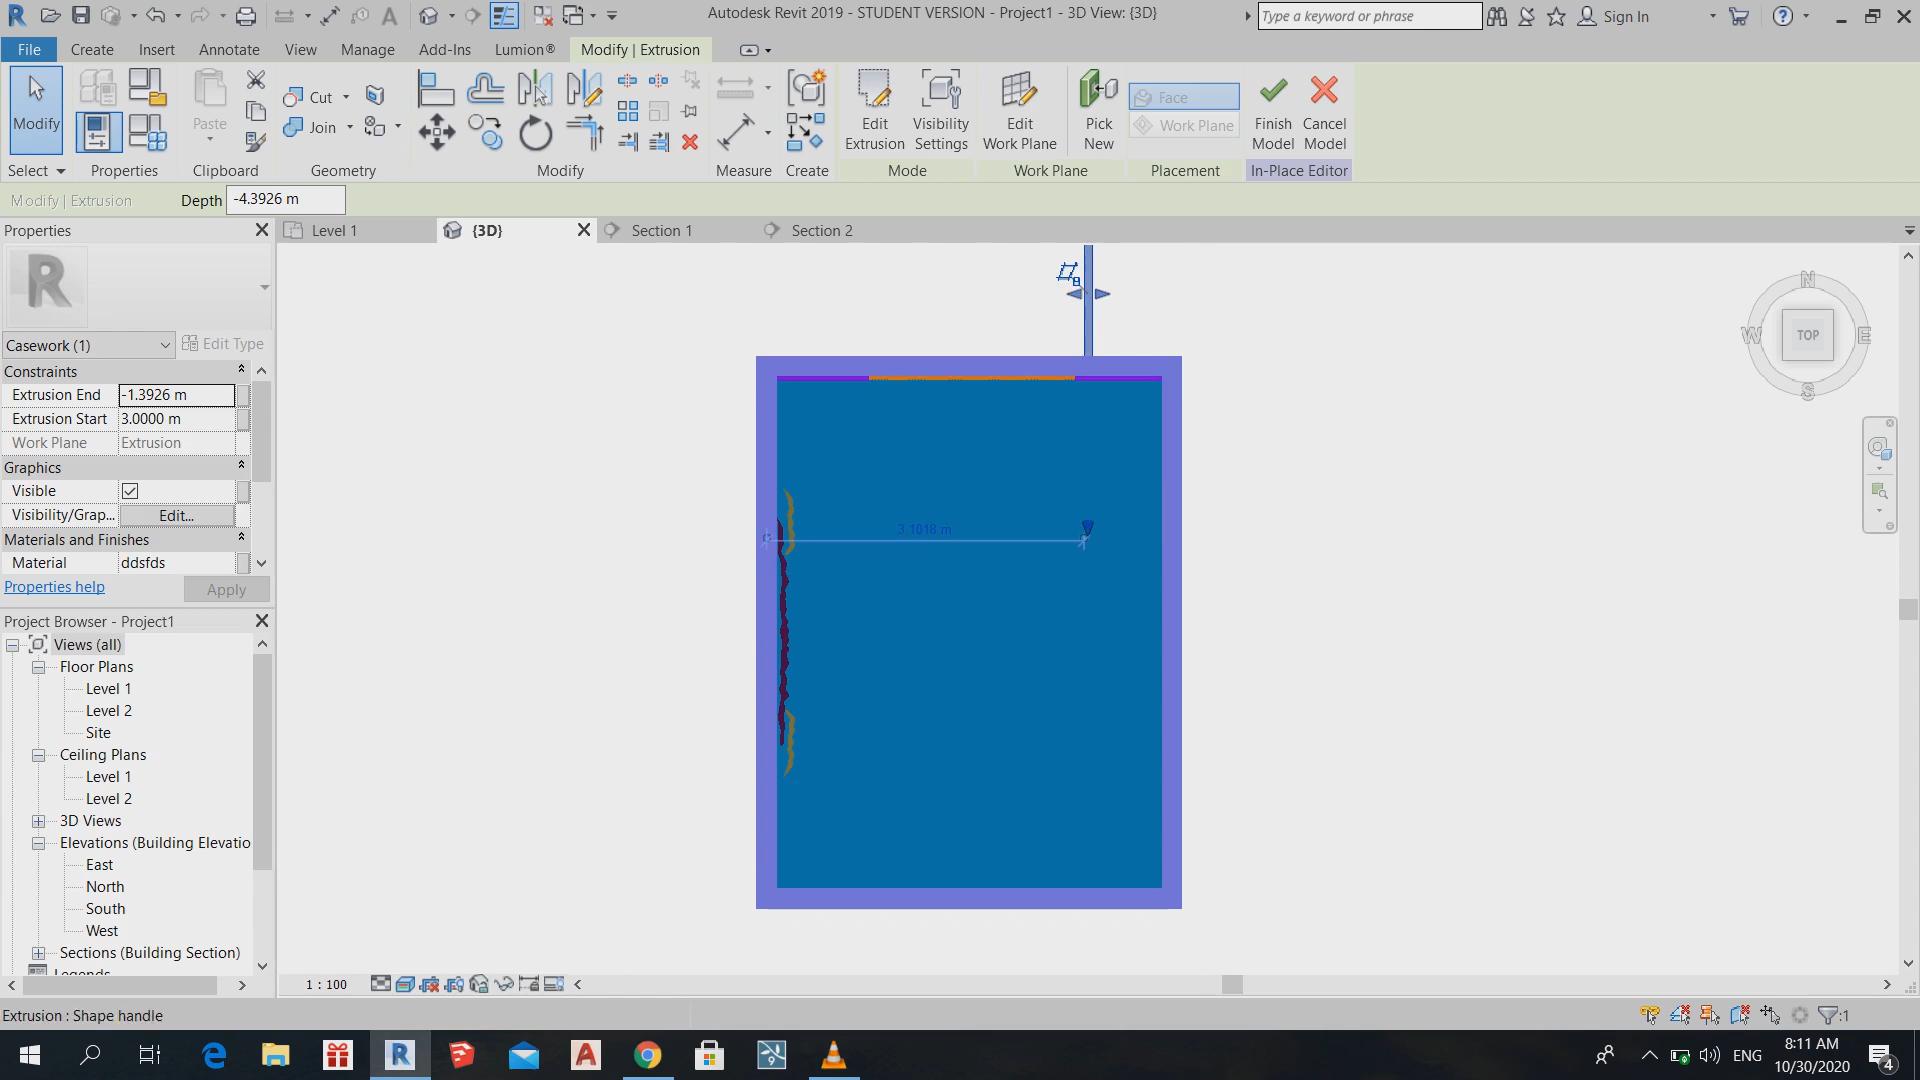 Autodesk Revit 2019 - STUDENT VERSION - Project1 - 3D View: {3D}
Type a keyword or phrase
Sign In
File
Create
Insert
Annotate
View
Manage
Add-Ins
Lumion®
Modify | Extrusion
Modify
Paste
Cut
Join
Edit Extrusion
Visibility Settings
Edit Work Plane
Pick New
Face
Work Plane
Finish Model
Cancel Model
Select
Properties
Clipboard
Geometry
Modify
Measure
Create
Mode
Work Plane
Placement
In-Place Editor
Modify | Extrusion
Depth -4.3926 m
Properties
Level 1
{3D}
Section 1
Section 2
R
Casework (1)
Edit Type
Constraints
Extrusion End -1.3926 m
Extrusion Start 3.0000 m
Work Plane Extrusion
Graphics
Visible
Visibility/Grap... Edit...
Materials and Finishes
Material ddsfds
Properties help
Apply
Project Browser - Project1
Views (all)
Floor Plans
Level 1
Level 2
Site
Ceiling Plans
Level 1
Level 2
3D Views
Elevations (Building Elevatio
East
North
South
West
Sections (Building Section)
Legends
3.1018 m
N
W
TOP
E
S
1 : 100
Extrusion : Shape handle
:1
ENG
8:11 AM
10/30/2020
4